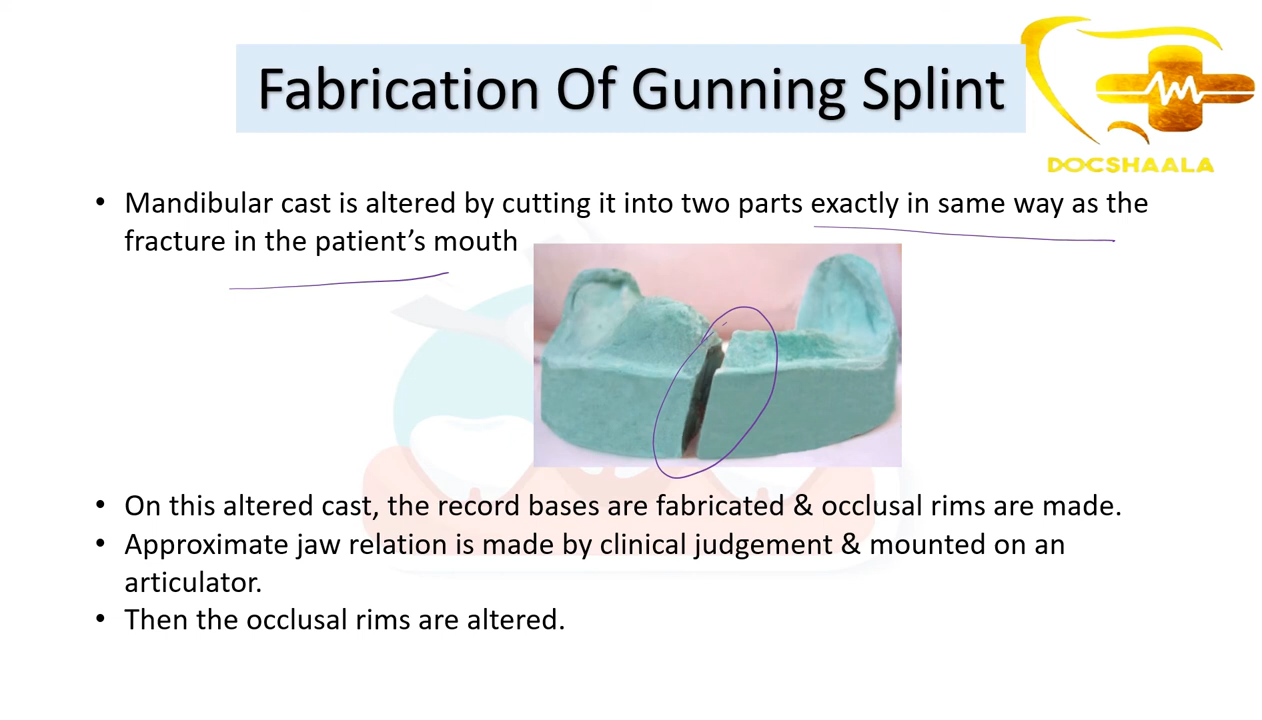 Fabrication Of Gunning Splint
DOCSHAALA
• Mandibular cast is altered by cutting it into two parts exactly in same way as the
fracture in the patient’s mouth
• On this altered cast, the record bases are fabricated & occlusal rims are made.
• Approximate jaw relation is made by clinical judgement & mounted on an
articulator.
• Then the occlusal rims are altered.